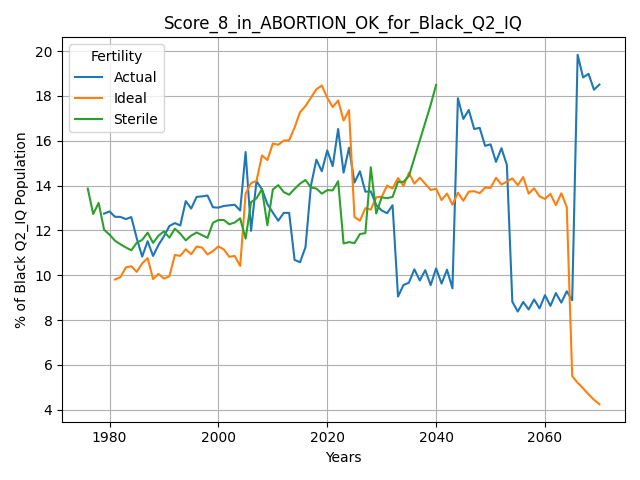 Score_8_in_ABORTION_OK_for_Black_Q2_IQ
Fertility
Actual
Ideal
Sterile
% of Black Q2_IQ Population
20
18
16
14
12
10
8
6
4
1980 2000 2020 2040 2060
Years